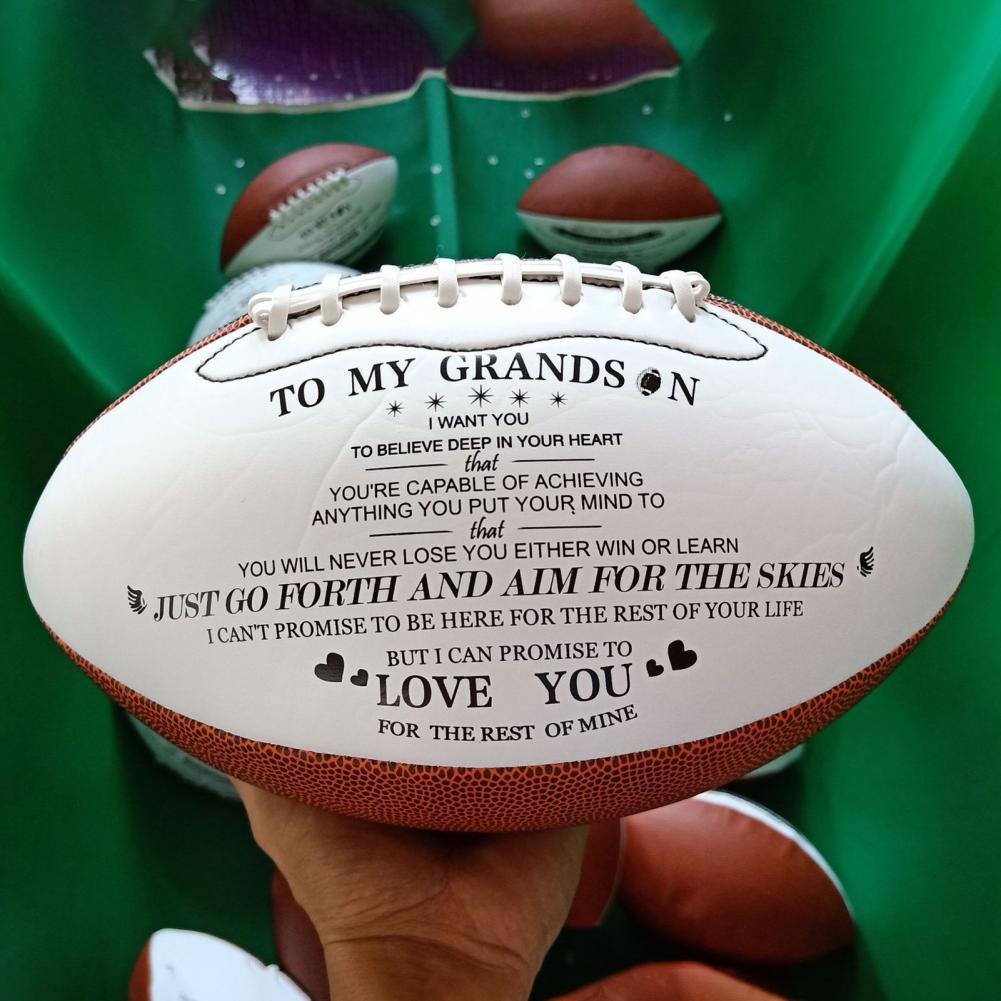 TO MY GRANDSON
I WANT YOU
TO BELIEVE DEEP IN YOUR HEART
that
YOU'RE CAPABLE OF ACHIEVING
ANYTHING YOU PUT YOUR MIND TO
that
YOU WILL NEVER LOSE YOU EITHER WIN OR LEARN
JUST GO FORTH AND AIM FOR THE SKIES
I CAN'T PROMISE TO BE HERE FOR THE REST OF YOUR LIFE
BUT I CAN PROMISE TO
LOVE YOU
FOR THE REST OF MINE